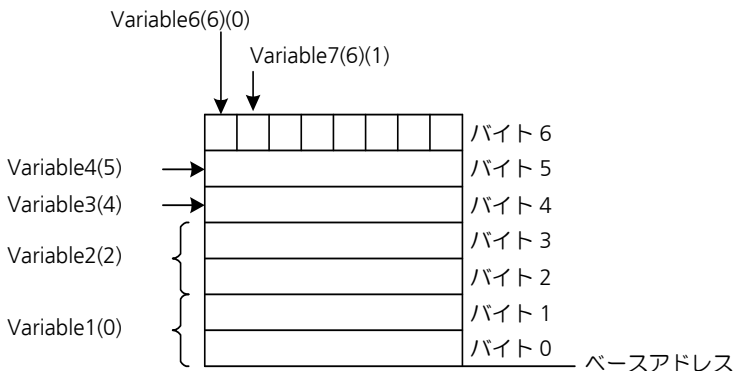 Variable6(6)(0)
Variable7(6)(1)
バイト 6
Variable4(5)
バイト 5
Variable3(4)
バイト 4
バイト 3
Variable2(2)
バイト 2
バイト 1
Variable1(0)
バイト 0
ベースアドレス